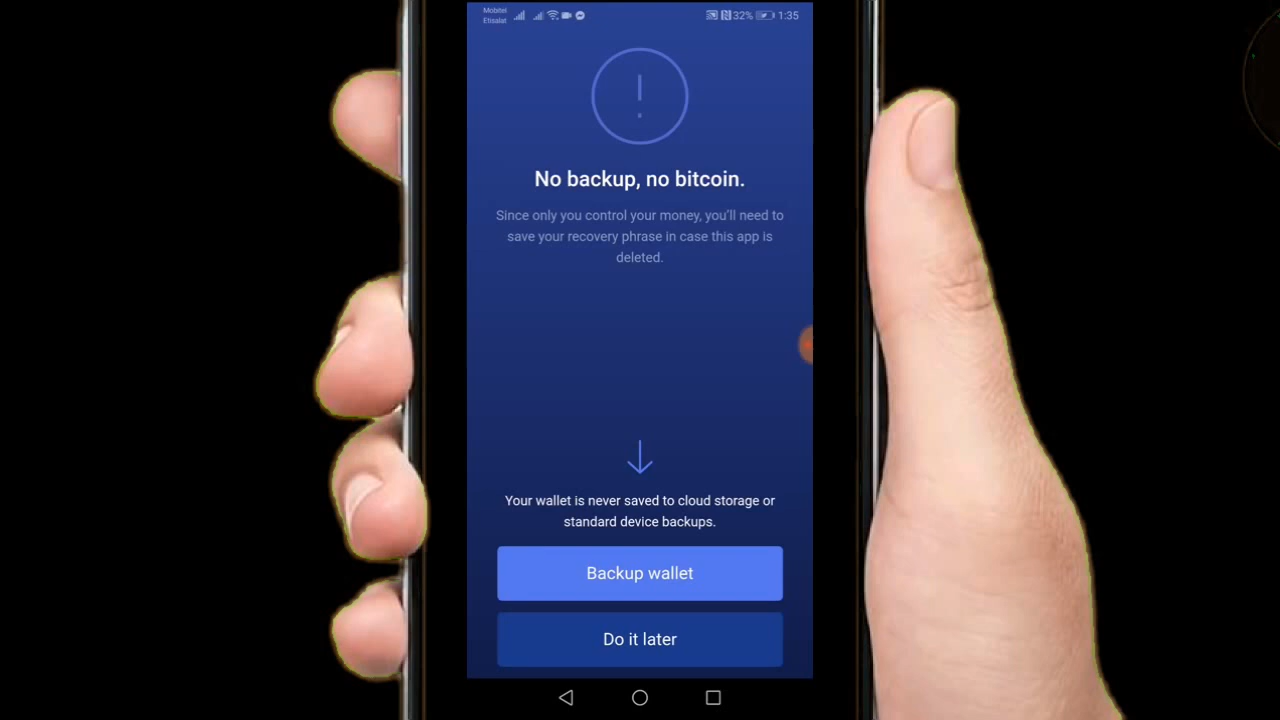 Mobitel
Etisalat
32%
1:35
No backup, no bitcoin.
Since only you control your money, you'll need to
save your recovery phrase in case this app is
deleted.
Your wallet is never saved to cloud storage or
standard device backups.
Backup wallet
Do it later